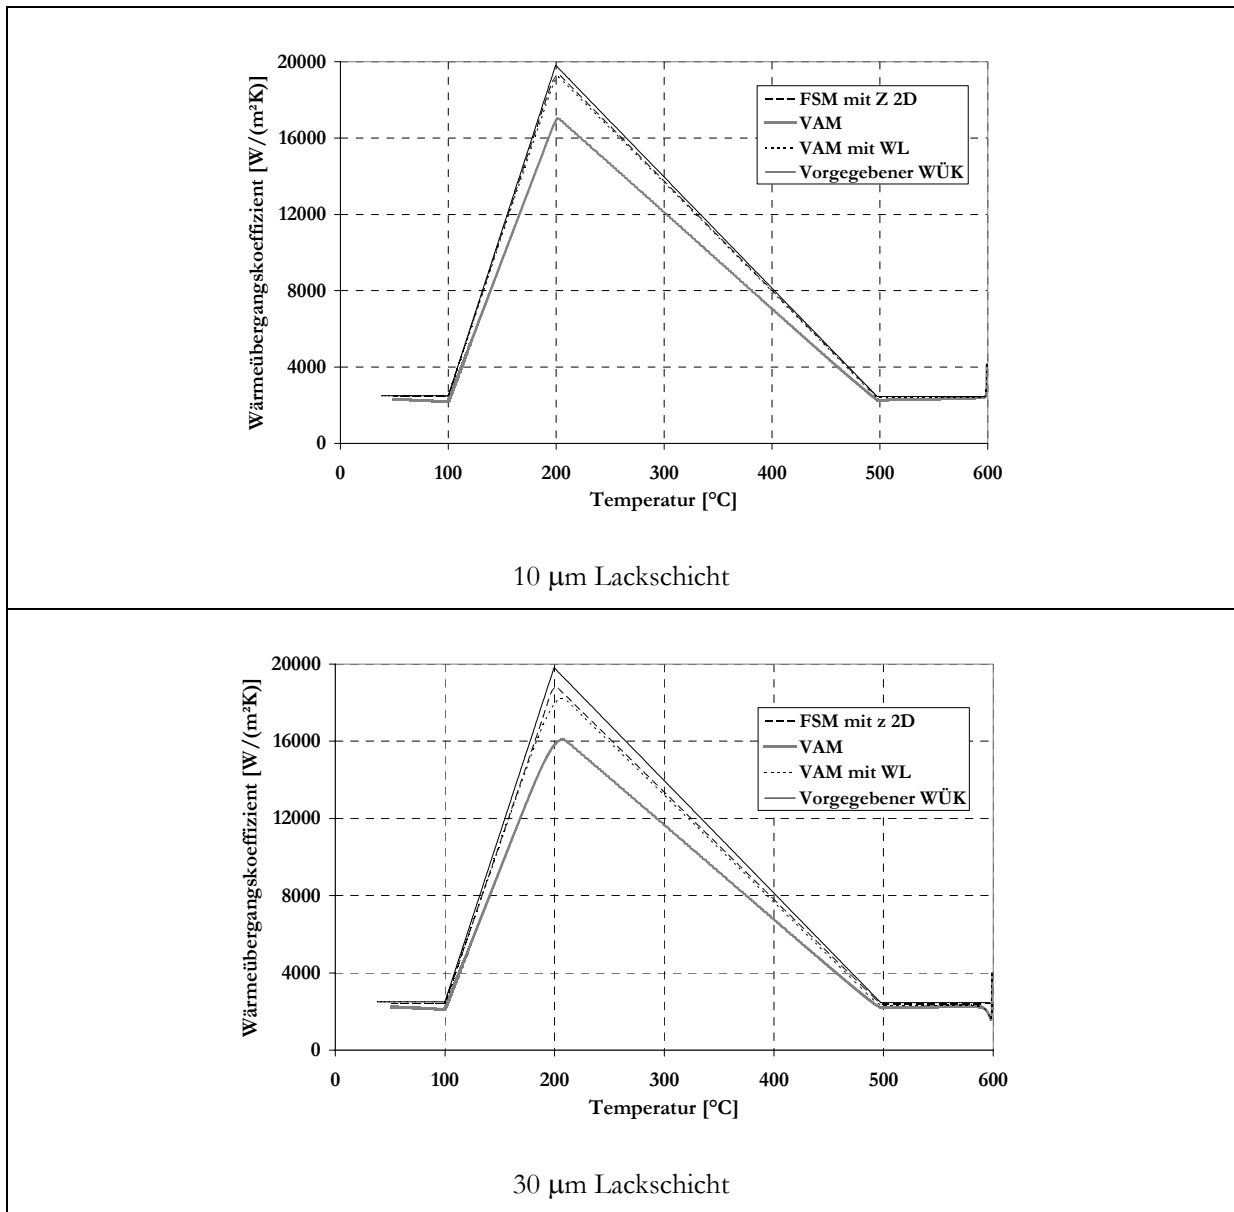 Wärmeübergangskoeffizient [W/(m²K)]
20000
16000
12000
8000
4000
0
0 100 200 300 400 500 600
Temperatur [°C]
FSM mit Z 2D
VAM
VAM mit WL
Vorgegebener WÜK
10 µm Lackschicht
Wärmeübergangskoeffizient [W/(m²K)]
20000
16000
12000
8000
4000
0
0 100 200 300 400 500 600
Temperatur [°C]
FSM mit z 2D
VAM
VAM mit WL
Vorgegebener WÜK
30 µm Lackschicht